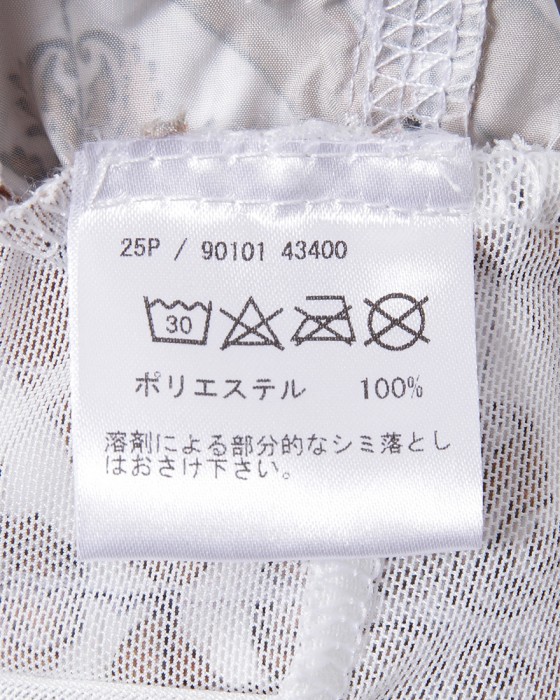 25P / 90101 43400
30
ポリエステル 100%
溶剤による部分的なシミ落とし
はおさけ下さい。